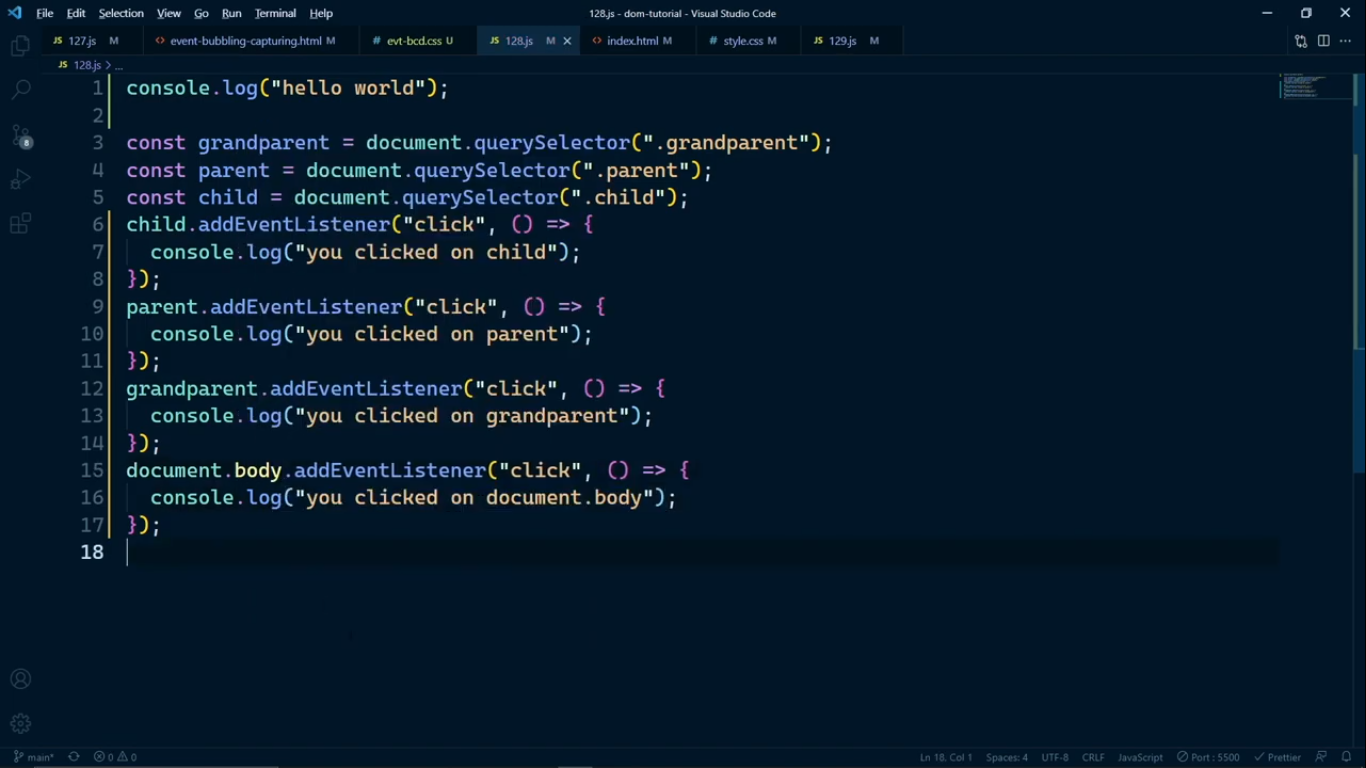 File Edit Selection View Go Run Terminal Help 128.js - dom-tutorial - Visual Studio Code
JS 127.js M <> event-bubbling-capturing.html M # evt-bcd.css U JS 128.js M <> index.html M # style.css M JS 129.js M
JS 128.js > ...
1 console.log("hello world");
2
3 const grandparent = document.querySelector(".grandparent");
4 const parent = document.querySelector(".parent");
5 const child = document.querySelector(".child");
6 child.addEventListener("click", () => {
7 console.log("you clicked on child");
8 });
9 parent.addEventListener("click", () => {
10 console.log("you clicked on parent");
11 });
12 grandparent.addEventListener("click", () => {
13 console.log("you clicked on grandparent");
14 });
15 document.body.addEventListener("click", () => {
16 console.log("you clicked on document.body");
17 });
18
8
main* 0 0 Ln 18, Col 1 Spaces: 4 UTF-8 CRLF JavaScript Port : 5500 Prettier